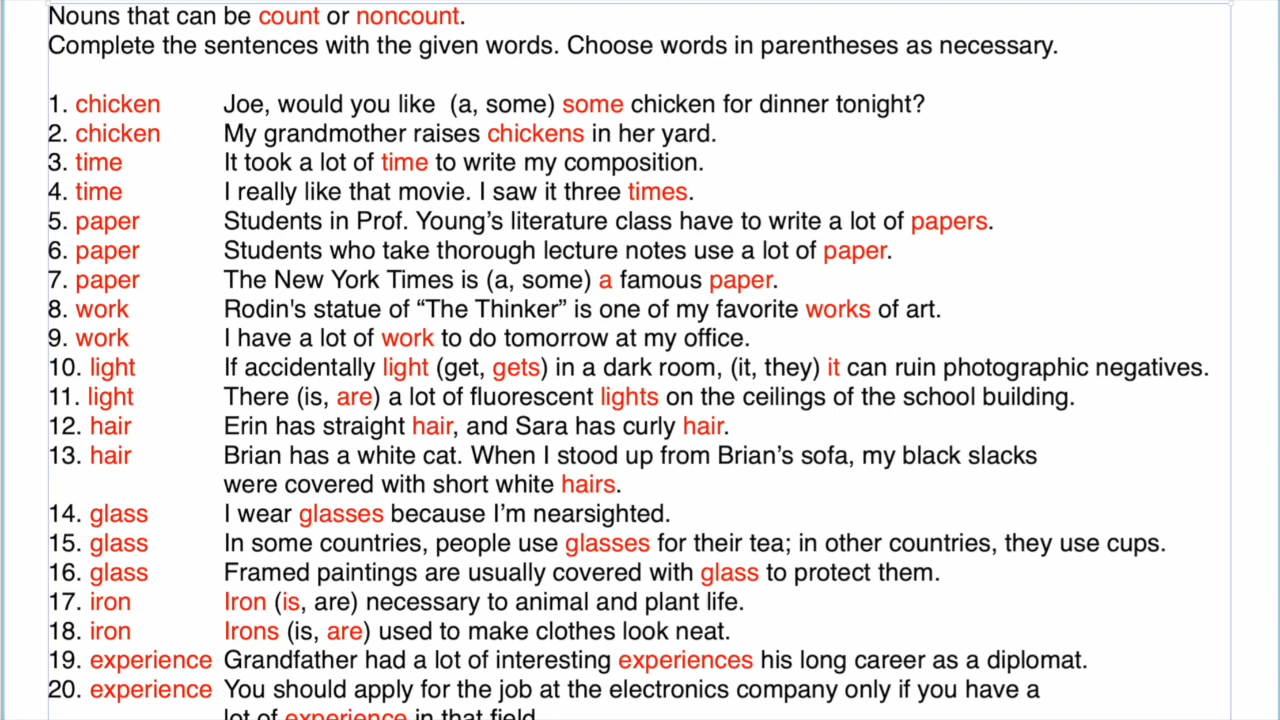 Nouns that can be count or noncount.
Complete the sentences with the given words. Choose words in parentheses as necessary.
1. chicken Joe, would you like (a, some) some chicken for dinner tonight?
2. chicken My grandmother raises chickens in her yard.
3. time It took a lot of time to write my composition.
4. time I really like that movie. I saw it three times.
5. paper Students in Prof. Young’s literature class have to write a lot of papers.
6. paper Students who take thorough lecture notes use a lot of paper.
7. paper The New York Times is (a, some) a famous paper.
8. work Rodin's statue of “The Thinker” is one of my favorite works of art.
9. work I have a lot of work to do tomorrow at my office.
10. light If accidentally light (get, gets) in a dark room, (it, they) it can ruin photographic negatives.
11. light There (is, are) a lot of fluorescent lights on the ceilings of the school building.
12. hair Erin has straight hair, and Sara has curly hair.
13. hair Brian has a white cat. When I stood up from Brian’s sofa, my black slacks
were covered with short white hairs.
14. glass I wear glasses because I’m nearsighted.
15. glass In some countries, people use glasses for their tea; in other countries, they use cups.
16. glass Framed paintings are usually covered with glass to protect them.
17. iron Iron (is, are) necessary to animal and plant life.
18. iron Irons (is, are) used to make clothes look neat.
19. experience Grandfather had a lot of interesting experiences his long career as a diplomat.
20. experience You should apply for the job at the electronics company only if you have a
lot of experience in that field.